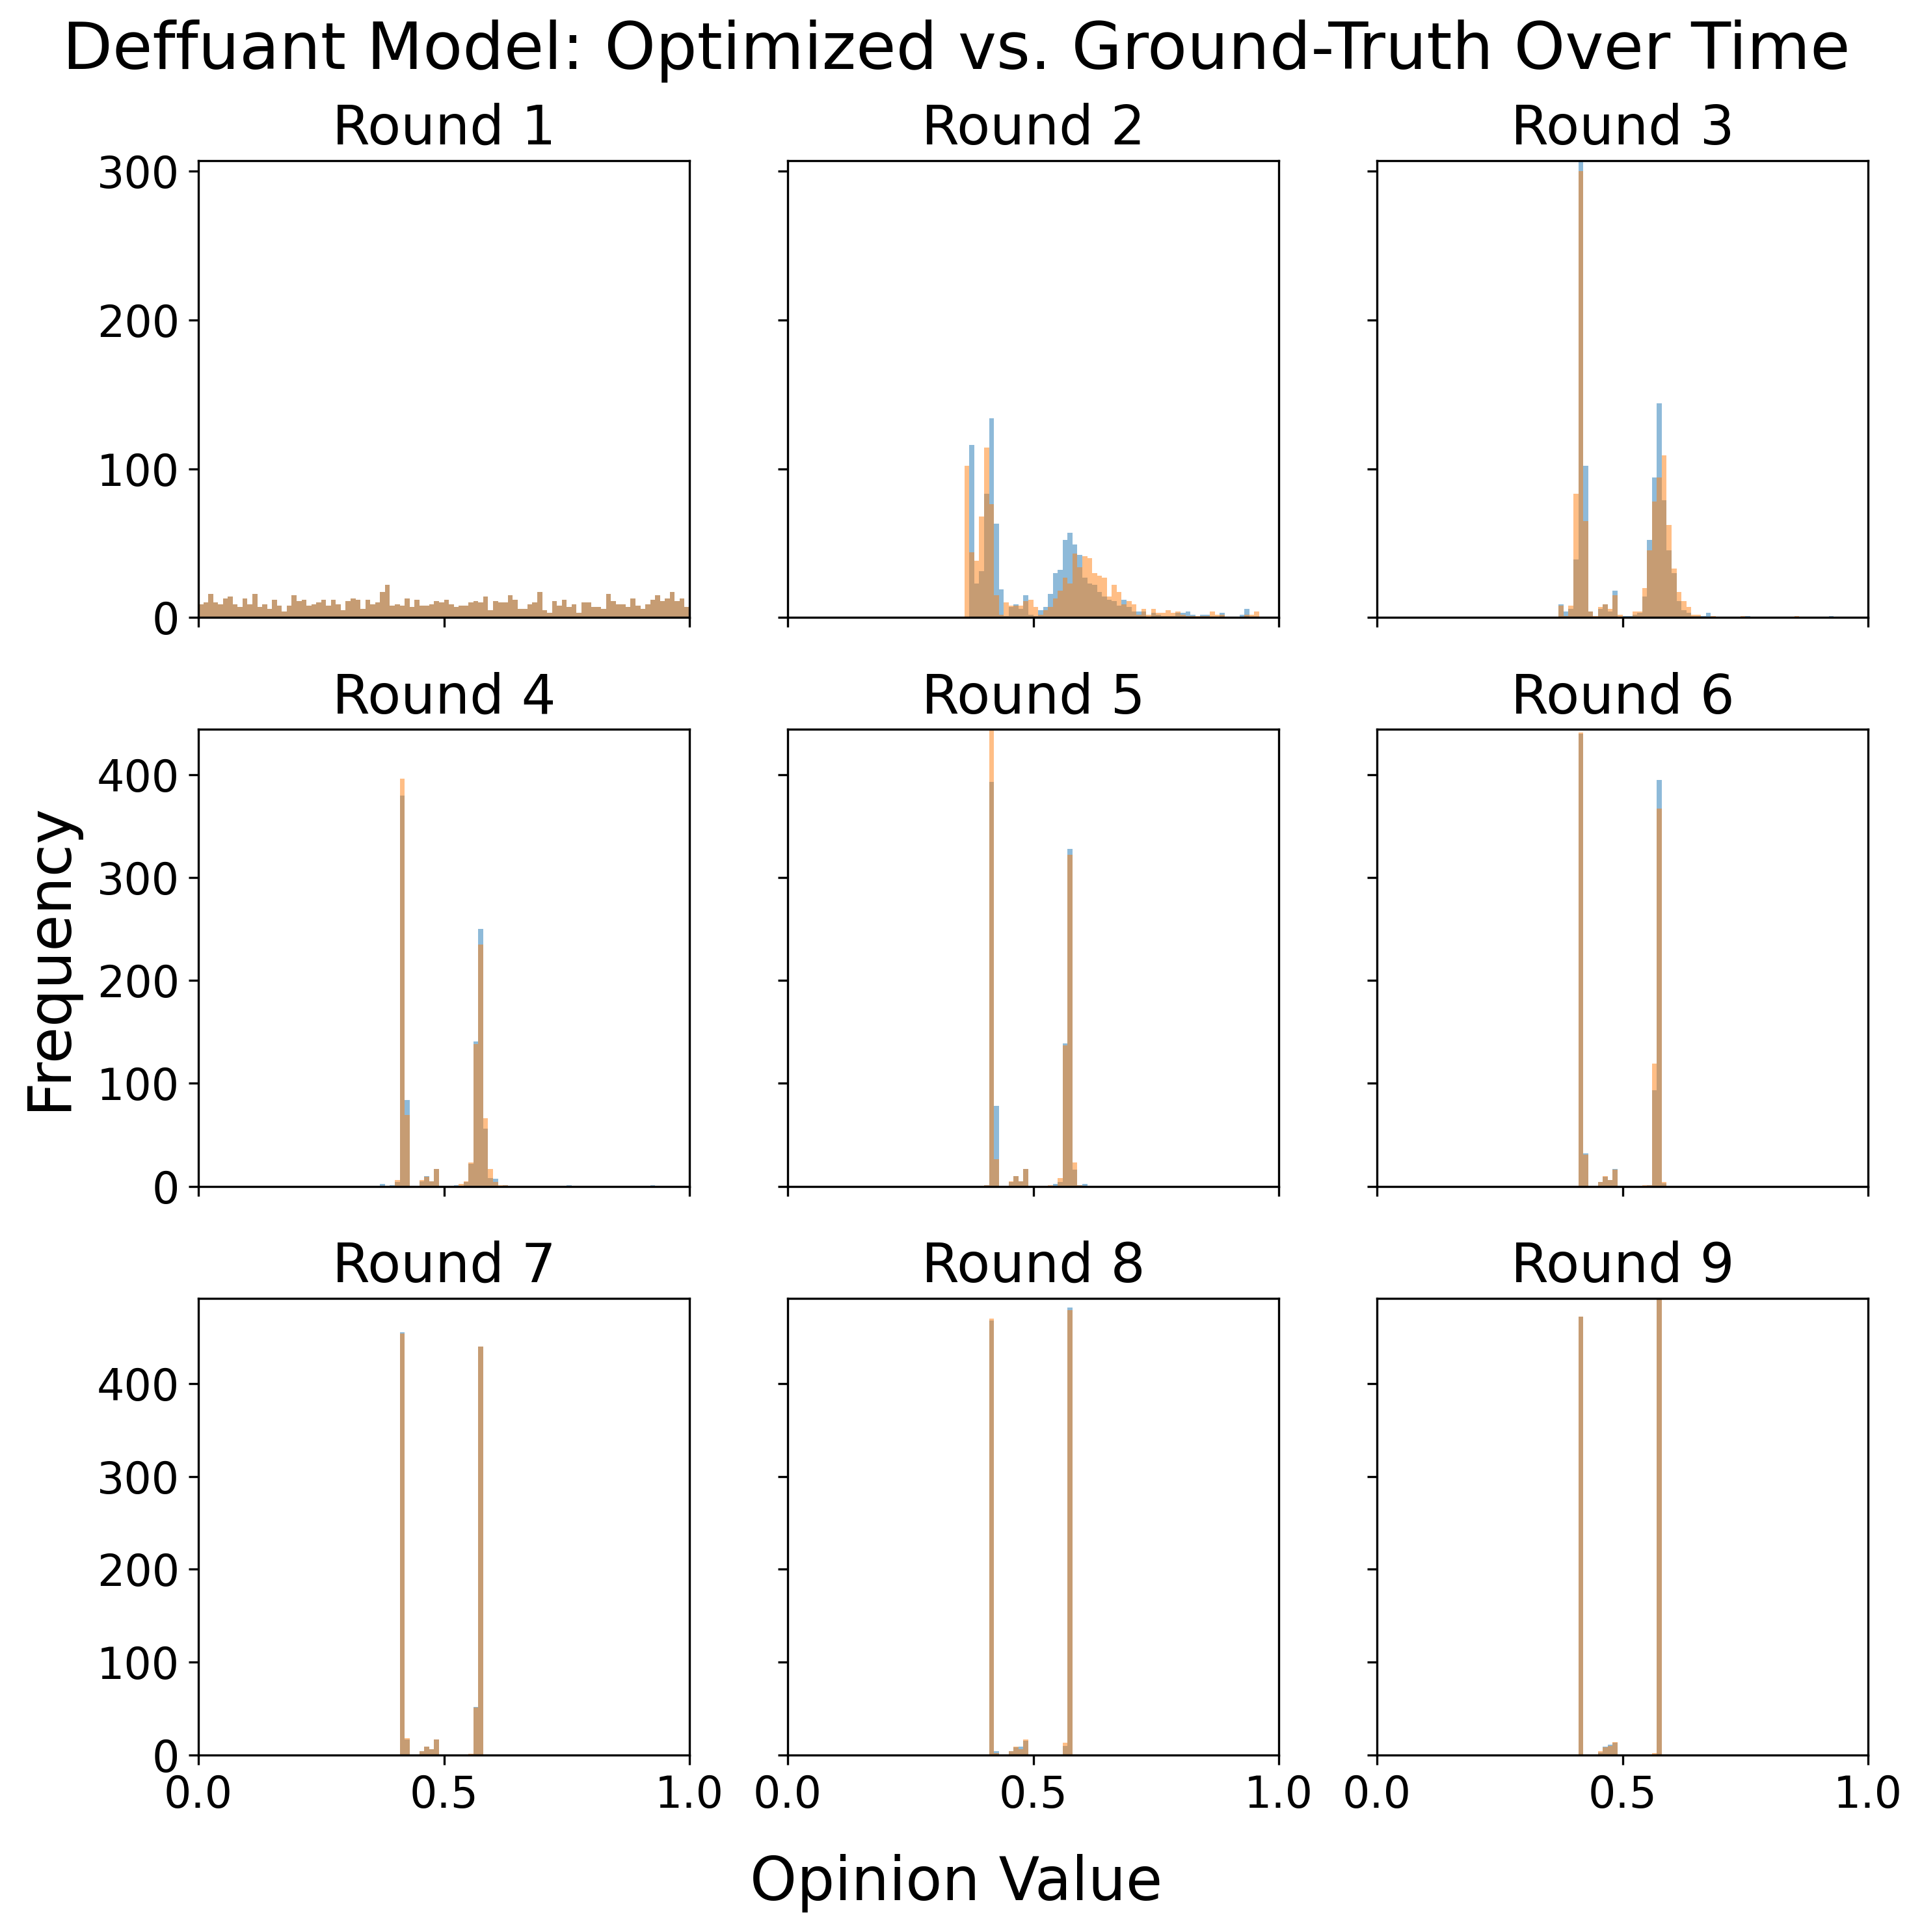 Deffuant Model: Optimized vs. Ground-Truth Over Time
Round 1 Round 2 Round 3
300
200
100
0
Round 4 Round 5 Round 6
400
300
200
100
0
Frequency
Round 7 Round 8 Round 9
400
300
200
100
0
0.0 0.5 1.0 0.0 0.5 1.0 0.0 0.5 1.0
Opinion Value